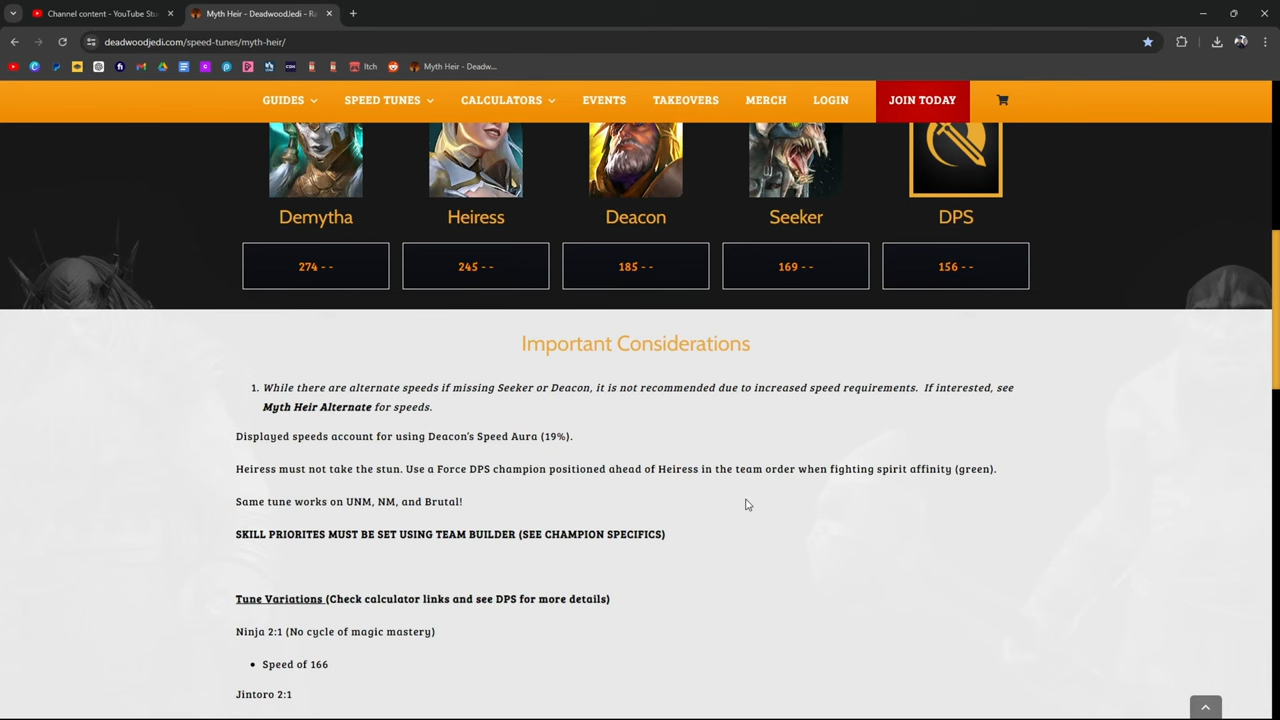 Channel content - YouTube Stu
Myth Heir - DeadwoodJedi - Ra
deadwoodjedi.com/speed-tunes/myth-heir/
Itch
Myth Heir - Deadw...
GUIDES
SPEED TUNES
CALCULATORS
EVENTS
TAKEOVERS
MERCH
LOGIN
JOIN TODAY
Demytha
Heiress
Deacon
Seeker
DPS
274 - -
245 - -
185 - -
169 - -
156 - -
Important Considerations
1. While there are alternate speeds if missing Seeker or Deacon, it is not recommended due to increased speed requirements. If interested, see
Myth Heir Alternate for speeds.
Displayed speeds account for using Deacon's Speed Aura (19%).
Heiress must not take the stun. Use a Force DPS champion positioned ahead of Heiress in the team order when fighting spirit affinity (green).
Same tune works on UNM, NM, and Brutal!
SKILL PRIORITES MUST BE SET USING TEAM BUILDER (SEE CHAMPION SPECIFICS)
Tune Variations (Check calculator links and see DPS for more details)
Ninja 2:1 (No cycle of magic mastery)
• Speed of 166
Jintoro 2:1